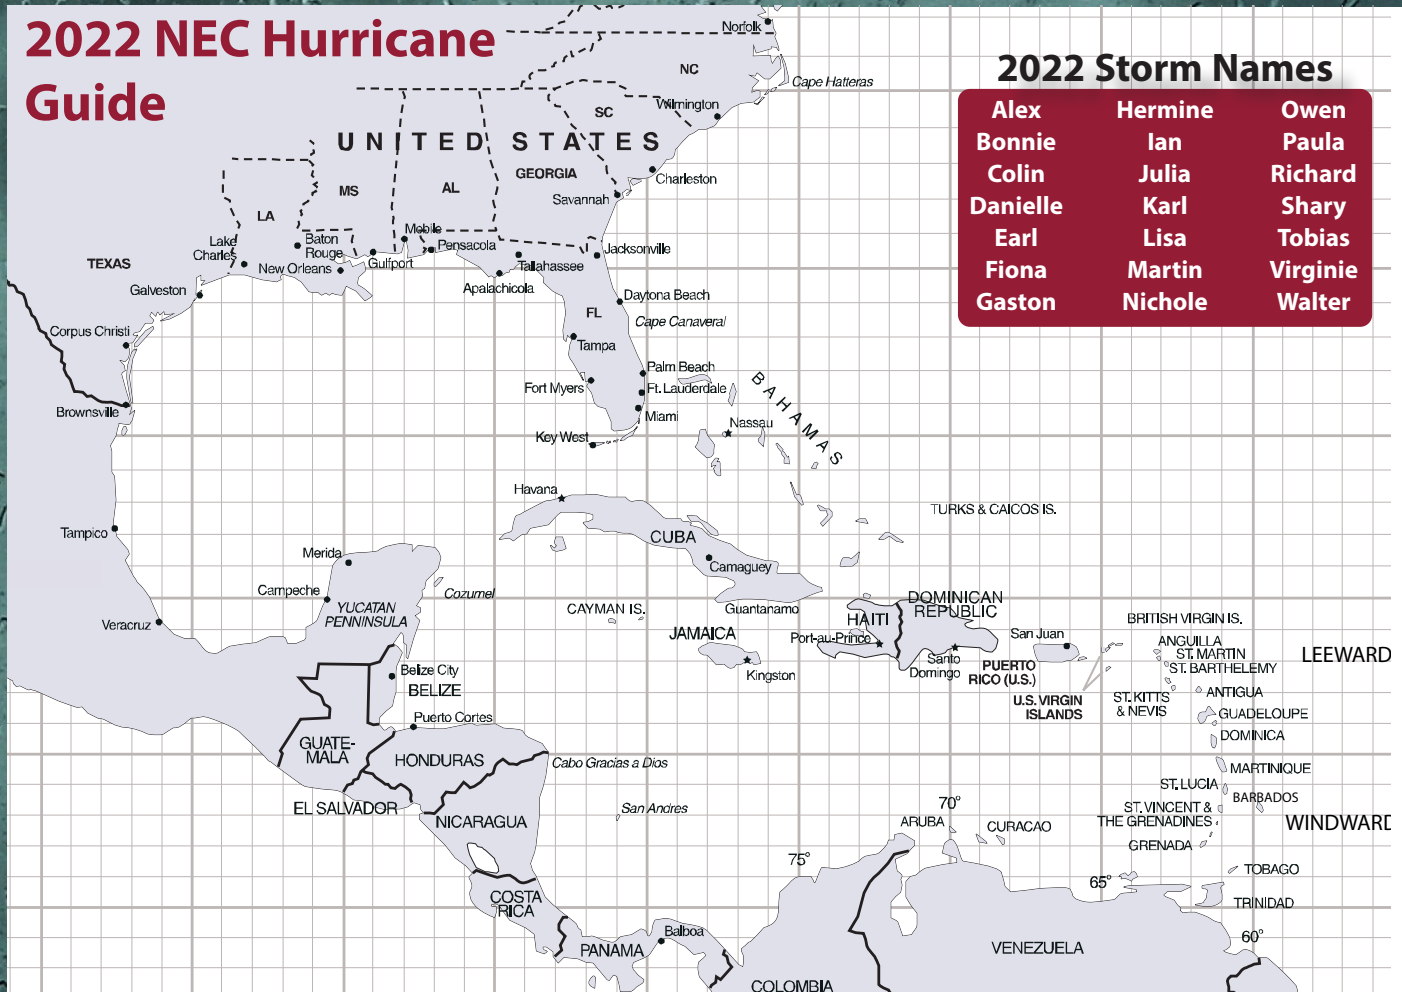 2022 NEC Hurricane
Guide
2022 Storm Names
Alex
Bonnie
Colin
Danielle
Earl
Fiona
Gaston
Hermine
Ian
Julia
Karl
Lisa
Martin
Nichole
Owen
Paula
Richard
Shary
Tobias
Virginie
Walter
Norfolk
NC
Cape Hatteras
SC
Wilmington
UNITED STATES
GEORGIA
Charleston
MS
AL
Savannah
LA
Mobile
Lake
Charles
Baton
Rouge
Pensacola
Jacksonville
TEXAS
New Orleans
Gulfport
Tallahassee
Galveston
Apalachicola
Daytona Beach
FL
Cape Canaveral
Corpus Christi
Tampa
Palm Beach
Fort Myers
Ft. Lauderdale
Brownsville
Miami
BAHAMAS
Nassau
Key West
Havana
TURKS & CAICOS IS.
Tampico
CUBA
Merida
Camaguey
Campeche
Cozumel
YUCATAN
PENNINSULA
CAYMAN IS.
Guantanamo
DOMINICAN
REPUBLIC
HAITI
Veracruz
JAMAICA
Port-au-Prince
San Juan
BRITISH VIRGIN IS.
ANGUILLA
ST. MARTIN
LEEWARD
ST. BARTHELEMY
Santo
Domingo
PUERTO
RICO (U.S.)
Kingston
Belize City
BELIZE
U.S. VIRGIN
ISLANDS
ST. KITTS
& NEVIS
ANTIGUA
Puerto Cortes
GUADELOUPE
DOMINICA
GUATE-
MALA
HONDURAS
Cabo Gracias a Dios
MARTINIQUE
ST. LUCIA
BARBADOS
EL SALVADOR
San Andres
70°
ST. VINCENT &
THE GRENADINES
WINDWARD
NICARAGUA
ARUBA
CURACAO
GRENADA
75°
TOBAGO
65°
COSTA
RICA
TRINIDAD
Balboa
60°
PANAMA
VENEZUELA
COLOMBIA